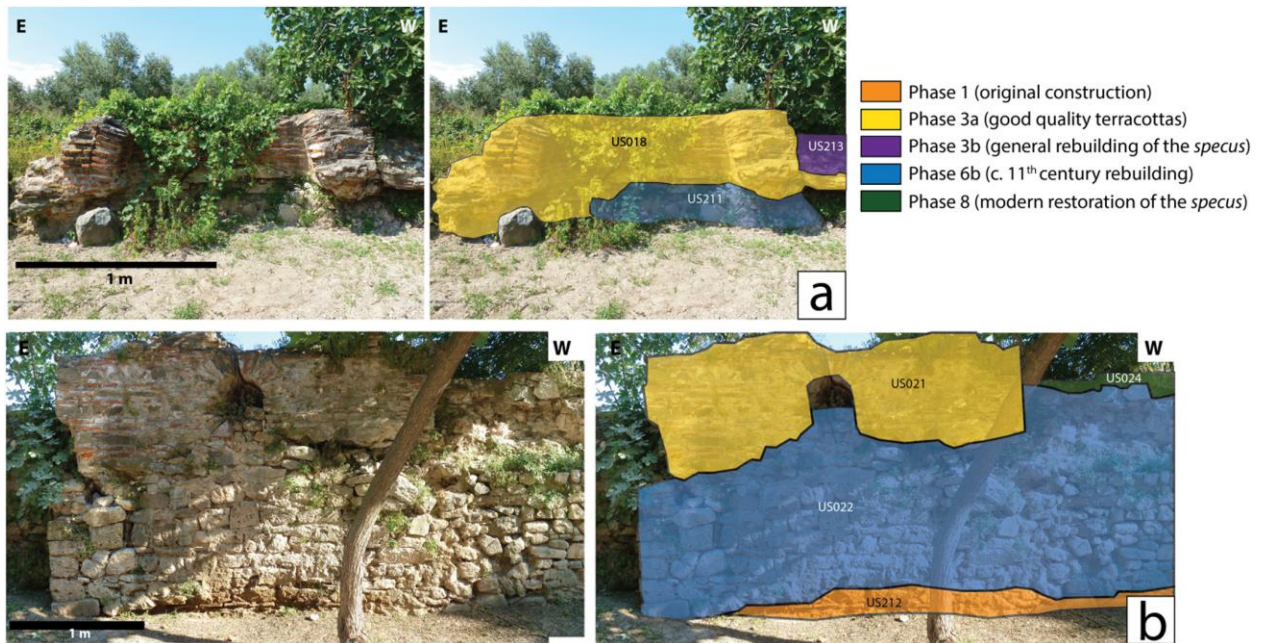 E
W
1 m
E
W
US018
US213
US211
a
Phase 1 (original construction)
Phase 3a (good quality terracottas)
Phase 3b (general rebuilding of the specus)
Phase 6b (c. 11th century rebuilding)
Phase 8 (modern restoration of the specus)
E
W
1 m
E
W
US021
US024
US022
US212
b